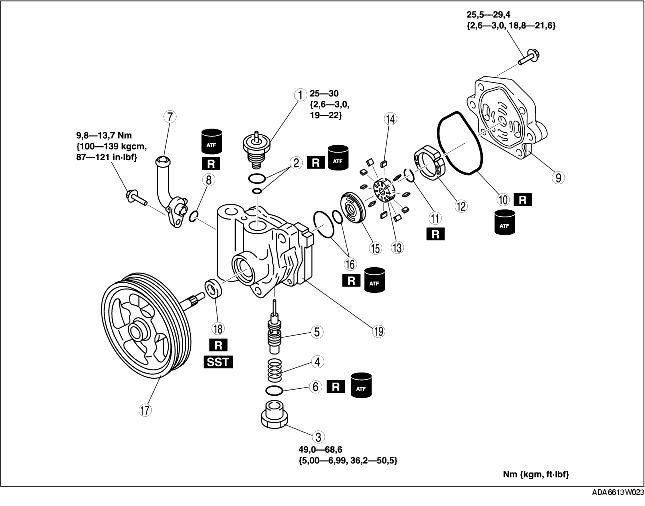 25,5—29,4
{2,6—3,0, 18,8—21,6}
1
25—30
{2,6—3,0,
19—22}
7
9,8—13,7 Nm
{100—139 kgcm,
87—121 in·lbf}
ATF
R
8
2
R
ATF
14
9
10
R
ATF
12
11
R
13
15
16
R
ATF
18
R
SST
19
5
4
6
R
ATF
17
3
49,0—68,6
{5,00—6,99, 36,2—50,5}
Nm {kgm, ft·lbf}
ADA6613W023